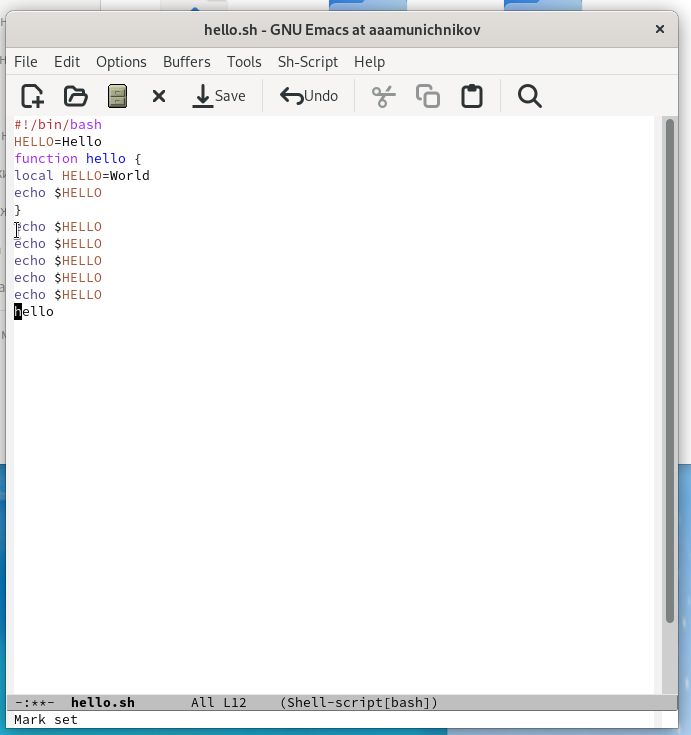 hello.sh - GNU Emacs at aaamunichnikov
File Edit Options Buffers Tools Sh-Script Help
Save Undo
#!/bin/bash
HELLO=Hello
function hello {
local HELLO=World
echo $HELLO
}
echo $HELLO
echo $HELLO
echo $HELLO
echo $HELLO
echo $HELLO
hello
-:**-  hello.sh       All L12    (Shell-script[bash])
Mark set